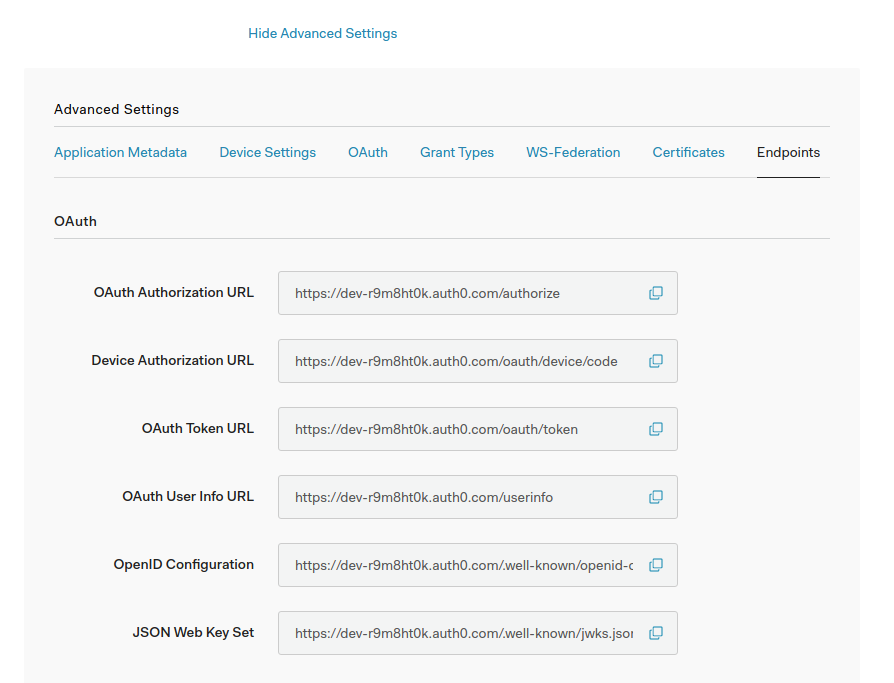 Hide Advanced Settings
Advanced Settings
Application Metadata Device Settings OAuth Grant Types WS-Federation Certificates Endpoints
OAuth
OAuth Authorization URL https://dev-r9m8ht0k.auth0.com/authorize
Device Authorization URL https://dev-r9m8ht0k.auth0.com/oauth/device/code
OAuth Token URL https://dev-r9m8ht0k.auth0.com/oauth/token
OAuth User Info URL https://dev-r9m8ht0k.auth0.com/userinfo
OpenID Configuration https://dev-r9m8ht0k.auth0.com/.well-known/openid-c
JSON Web Key Set https://dev-r9m8ht0k.auth0.com/.well-known/jwks.json